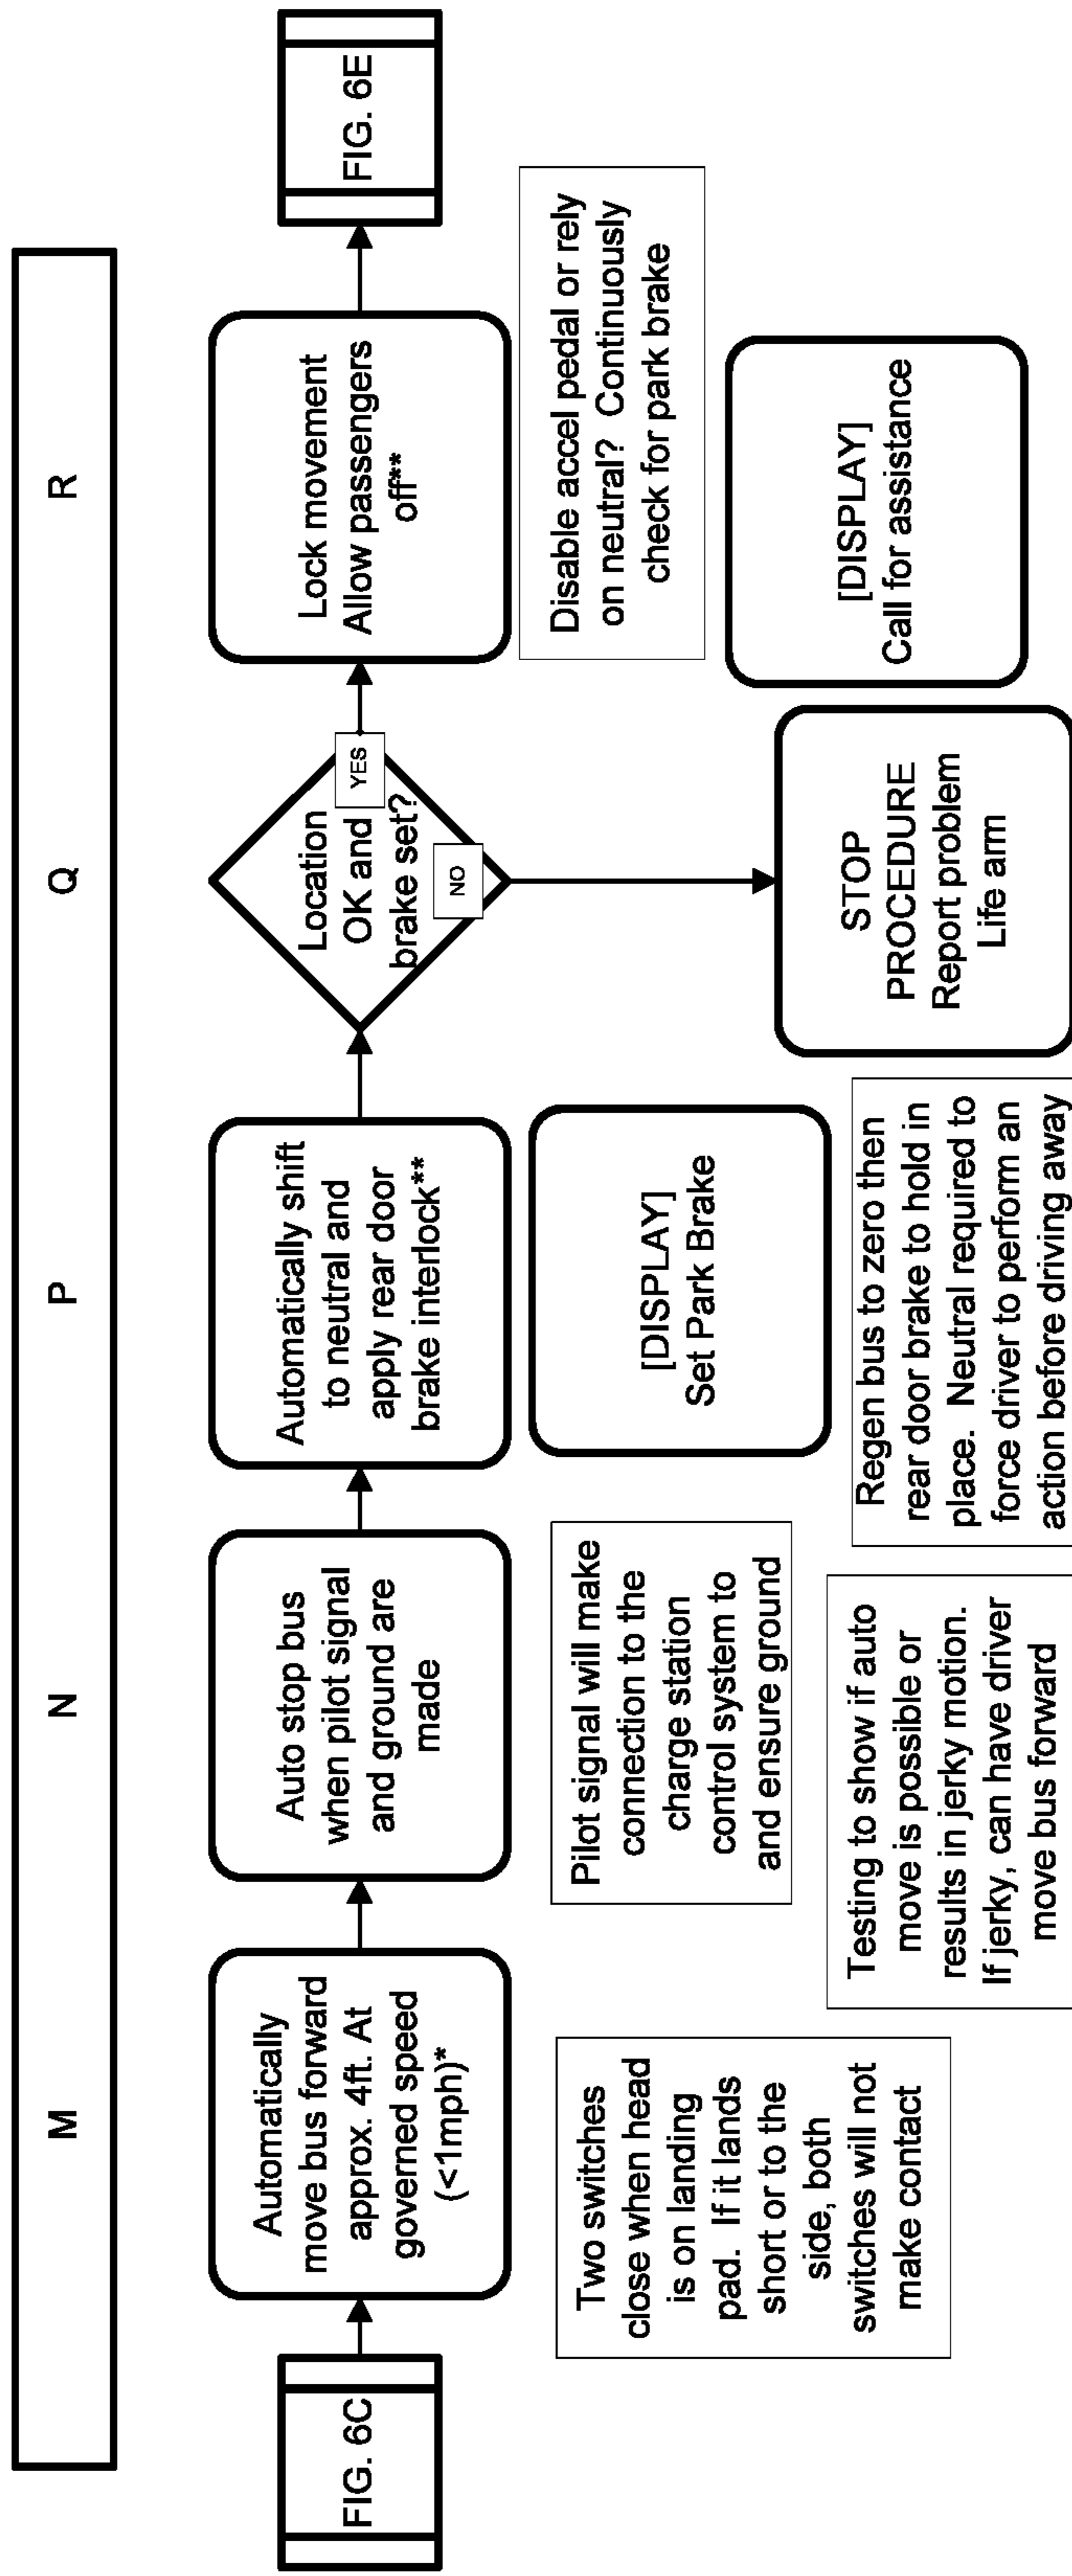 M
N
P
Q
R
FIG. 6C
Automatically
move bus forward
approx. 4ft. At
governed speed
(<1mph)*
Auto stop bus
when pilot signal
and ground are
made
Automatically shift
to neutral and
apply rear door
brake interlock**
Location
OK and
brake set?
YES
NO
Lock movement
Allow passengers
off**
FIG. 6E
Two switches
close when head
is on landing
pad. If it lands
short or to the
side, both
switches will not
make contact
Pilot signal will make
connection to the
charge station
control system to
and ensure ground
Testing to show if auto
move is possible or
results in jerky motion.
If jerky, can have driver
move bus forward
[DISPLAY]
Set Park Brake
Regen bus to zero then
rear door brake to hold in
place. Neutral required to
force driver to perform an
action before driving away
STOP
PROCEDURE
Report problem
Life arm
Disable accel pedal or rely
on neutral? Continuously
check for park brake
[DISPLAY]
Call for assistance